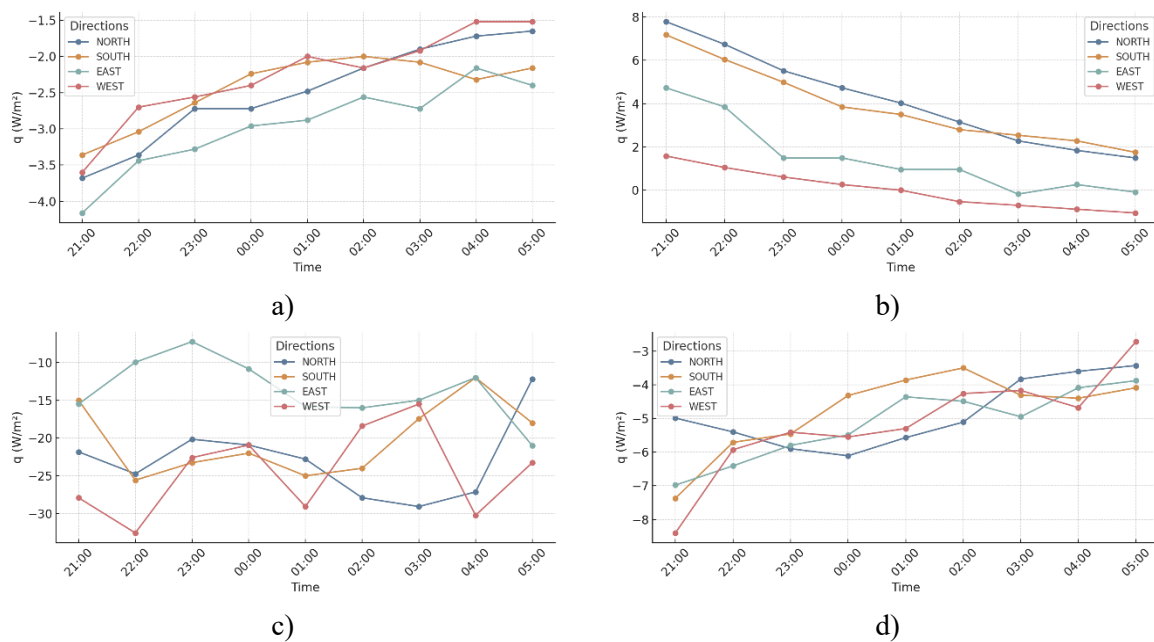 Directions
NORTH
SOUTH
EAST
WEST
q (W/m²)
−1.5
−2.0
−2.5
−3.0
−3.5
−4.0
21:00
22:00
23:00
00:00
01:00
02:00
03:00
04:00
05:00
Time
a)
Directions
NORTH
SOUTH
EAST
WEST
q (W/m²)
8
6
4
2
0
21:00
22:00
23:00
00:00
01:00
02:00
03:00
04:00
05:00
Time
b)
Directions
NORTH
SOUTH
EAST
WEST
q (W/m²)
−10
−15
−20
−25
−30
21:00
22:00
23:00
00:00
01:00
02:00
03:00
04:00
05:00
Time
c)
Directions
NORTH
SOUTH
EAST
WEST
q (W/m²)
−3
−4
−5
−6
−7
−8
21:00
22:00
23:00
00:00
01:00
02:00
03:00
04:00
05:00
Time
d)